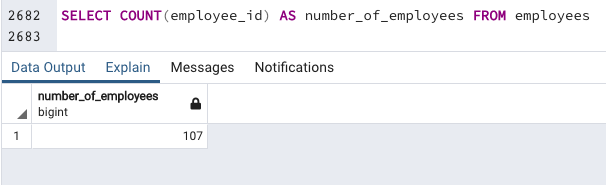 2682 SELECT COUNT(employee_id) AS number_of_employees FROM employees
2683
Data Output Explain Messages Notifications
number_of_employees
bigint
1 107